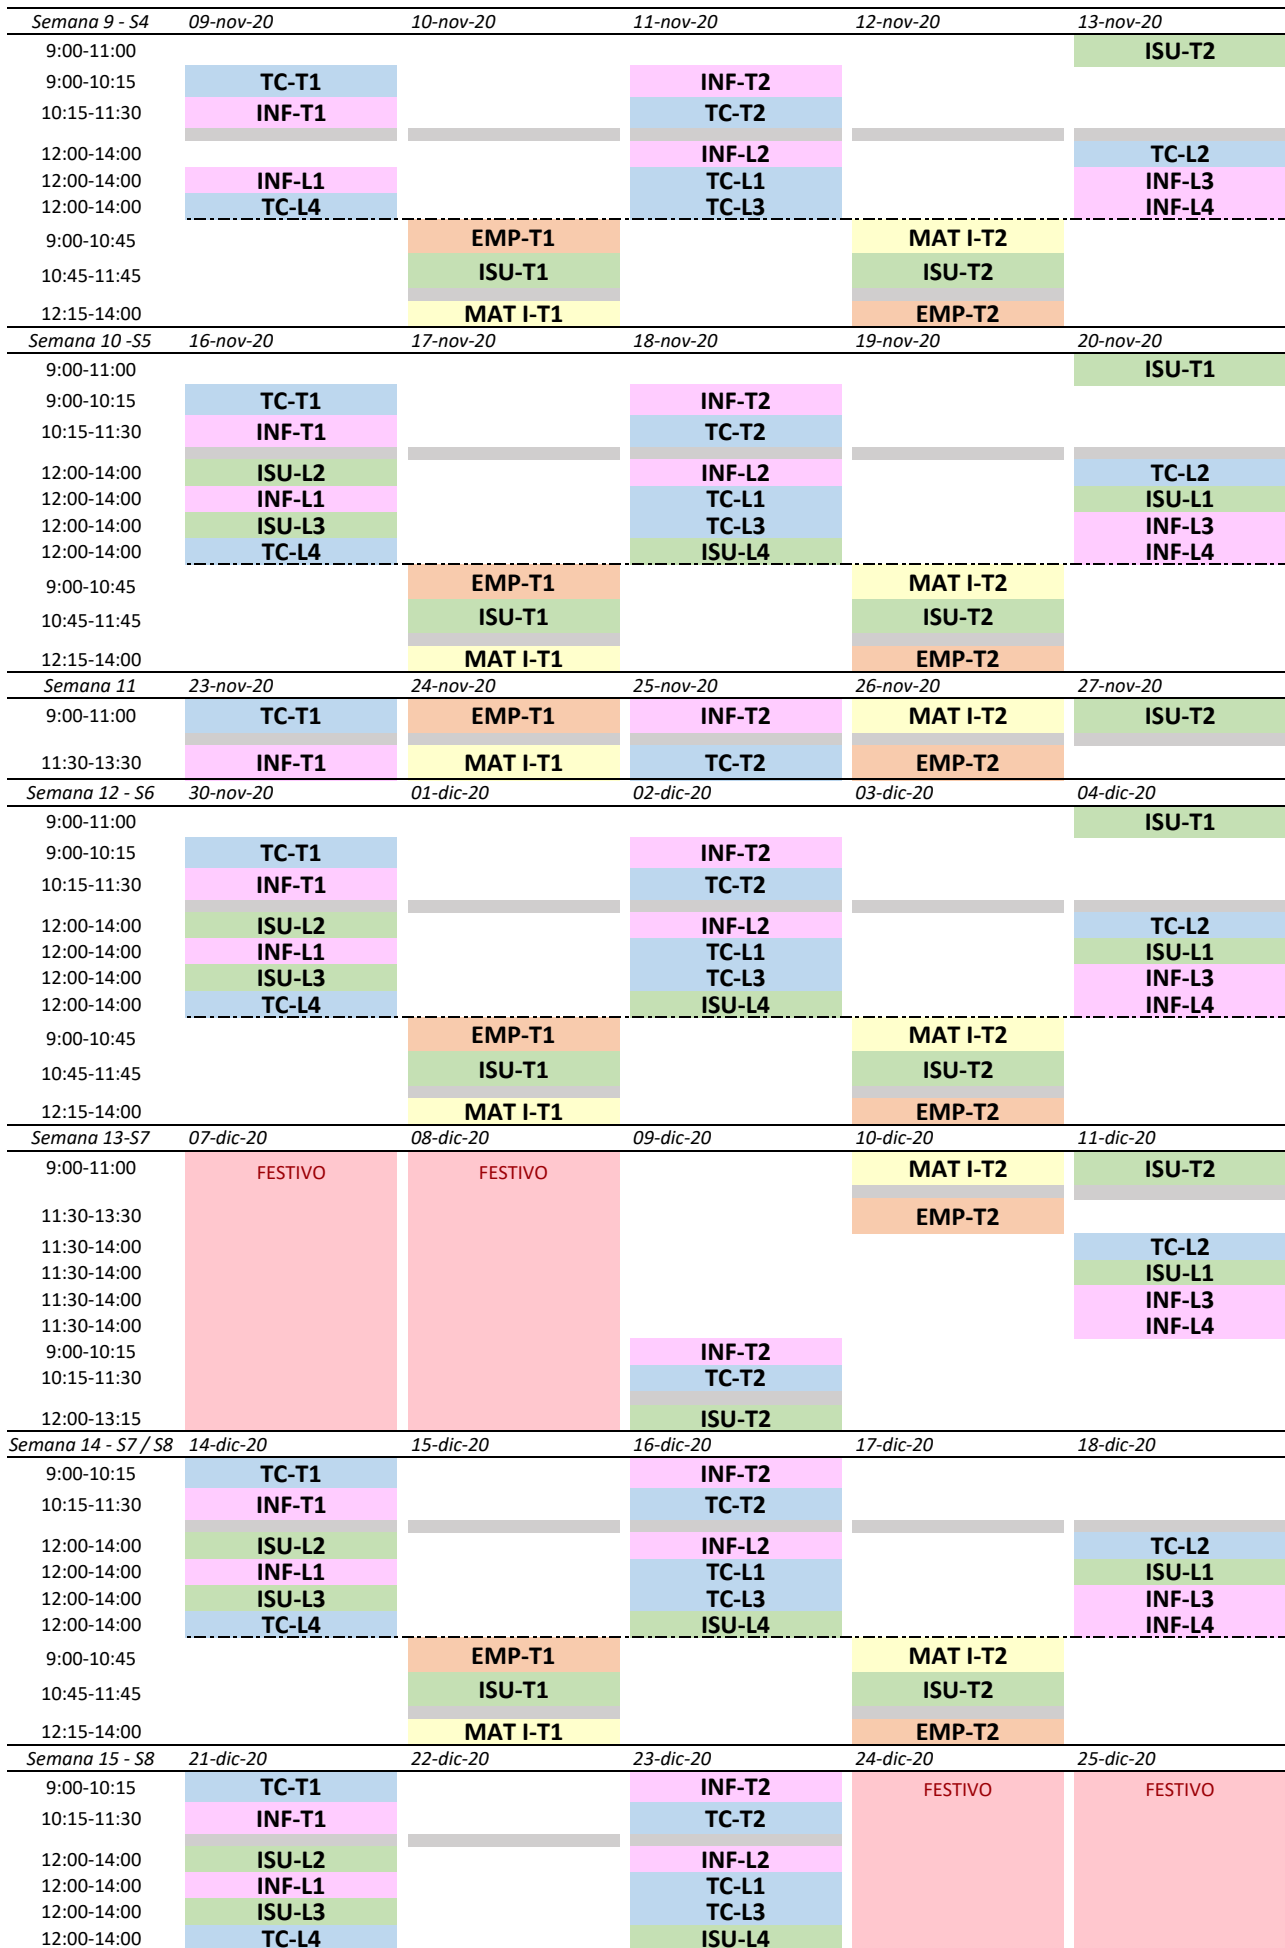 Semana 9 - S4 09-nov-20 10-nov-20 11-nov-20 12-nov-20 13-nov-20
9:00-11:00 ISU-T2
9:00-10:15 TC-T1 INF-T2
10:15-11:30 INF-T1 TC-T2
12:00-14:00 INF-L2 TC-L2
12:00-14:00 INF-L1 TC-L1 INF-L3
12:00-14:00 TC-L4 TC-L3 INF-L4
9:00-10:45 EMP-T1 MAT I-T2
10:45-11:45 ISU-T1 ISU-T2
12:15-14:00 MAT I-T1 EMP-T2
Semana 10 -S5 16-nov-20 17-nov-20 18-nov-20 19-nov-20 20-nov-20
9:00-11:00 ISU-T1
9:00-10:15 TC-T1 INF-T2
10:15-11:30 INF-T1 TC-T2
12:00-14:00 ISU-L2 INF-L2 TC-L2
12:00-14:00 INF-L1 TC-L1 ISU-L1
12:00-14:00 ISU-L3 TC-L3 INF-L3
12:00-14:00 TC-L4 ISU-L4 INF-L4
9:00-10:45 EMP-T1 MAT I-T2
10:45-11:45 ISU-T1 ISU-T2
12:15-14:00 MAT I-T1 EMP-T2
Semana 11 23-nov-20 24-nov-20 25-nov-20 26-nov-20 27-nov-20
9:00-11:00 TC-T1 EMP-T1 INF-T2 MAT I-T2 ISU-T2
11:30-13:30 INF-T1 MAT I-T1 TC-T2 EMP-T2
Semana 12 - S6 30-nov-20 01-dic-20 02-dic-20 03-dic-20 04-dic-20
9:00-11:00 ISU-T1
9:00-10:15 TC-T1 INF-T2
10:15-11:30 INF-T1 TC-T2
12:00-14:00 ISU-L2 INF-L2 TC-L2
12:00-14:00 INF-L1 TC-L1 ISU-L1
12:00-14:00 ISU-L3 TC-L3 INF-L3
12:00-14:00 TC-L4 ISU-L4 INF-L4
9:00-10:45 EMP-T1 MAT I-T2
10:45-11:45 ISU-T1 ISU-T2
12:15-14:00 MAT I-T1 EMP-T2
Semana 13-S7 07-dic-20 08-dic-20 09-dic-20 10-dic-20 11-dic-20
9:00-11:00 FESTIVO FESTIVO MAT I-T2 ISU-T2
11:30-13:30 EMP-T2
11:30-14:00 TC-L2
11:30-14:00 ISU-L1
11:30-14:00 INF-L3
11:30-14:00 INF-L4
9:00-10:15 INF-T2
10:15-11:30 TC-T2
12:00-13:15 ISU-T2
Semana 14 - S7 / S8 14-dic-20 15-dic-20 16-dic-20 17-dic-20 18-dic-20
9:00-10:15 TC-T1 INF-T2
10:15-11:30 INF-T1 TC-T2
12:00-14:00 ISU-L2 INF-L2 TC-L2
12:00-14:00 INF-L1 TC-L1 ISU-L1
12:00-14:00 ISU-L3 TC-L3 INF-L3
12:00-14:00 TC-L4 ISU-L4 INF-L4
9:00-10:45 EMP-T1 MAT I-T2
10:45-11:45 ISU-T1 ISU-T2
12:15-14:00 MAT I-T1 EMP-T2
Semana 15 - S8 21-dic-20 22-dic-20 23-dic-20 24-dic-20 25-dic-20
9:00-10:15 TC-T1 INF-T2 FESTIVO FESTIVO
10:15-11:30 INF-T1 TC-T2
12:00-14:00 ISU-L2 INF-L2
12:00-14:00 INF-L1 TC-L1
12:00-14:00 ISU-L3 TC-L3
12:00-14:00 TC-L4 ISU-L4